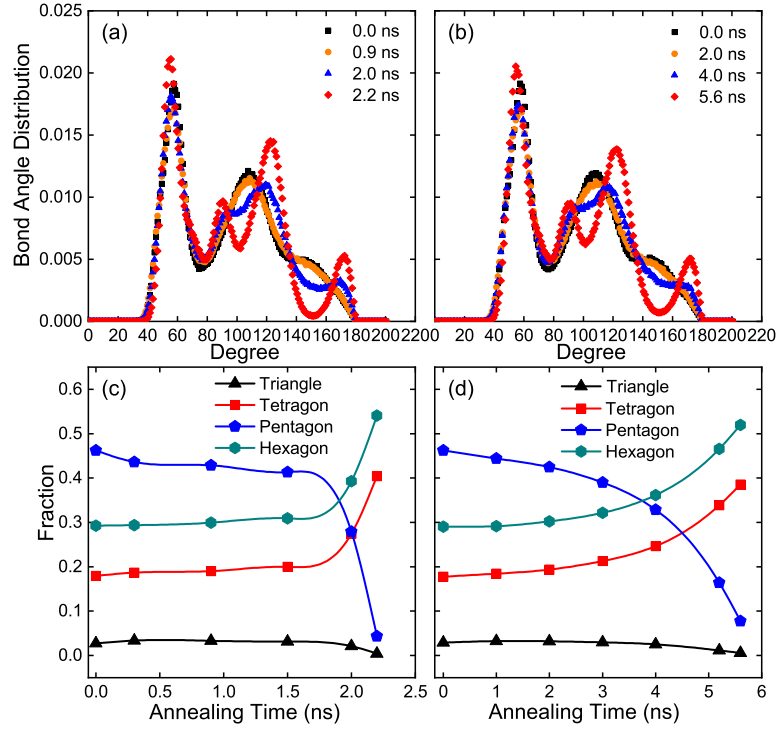 (a)
0.0 ns
0.9 ns
2.0 ns
2.2 ns
(b)
0.0 ns
2.0 ns
4.0 ns
5.6 ns
Bond Angle Distribution
0.025
0.020
0.015
0.010
0.005
0.000
0 20 40 60 80 100 120 140 160 180 200 220
0 20 40 60 80 100 120 140 160 180 200 220
Degree
Degree
(c)
Triangle
Tetragon
Pentagon
Hexagon
(d)
Triangle
Tetragon
Pentagon
Hexagon
Fraction
0.6
0.5
0.4
0.3
0.2
0.1
0.0
0.0 0.5 1.0 1.5 2.0 2.5
0 1 2 3 4 5 6
Annealing Time (ns)
Annealing Time (ns)